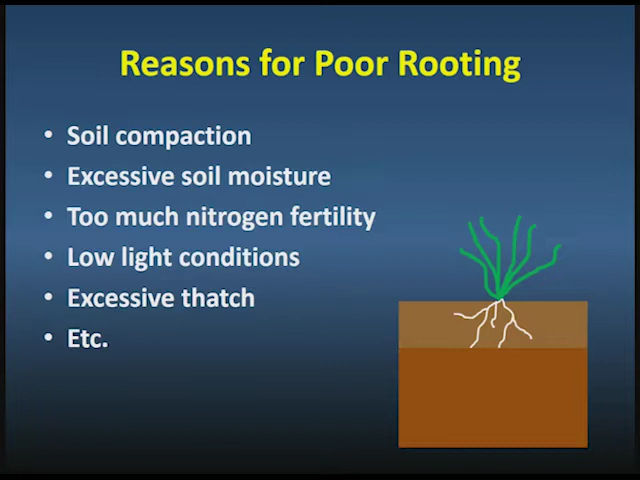 Reasons for Poor Rooting
• Soil compaction
• Excessive soil moisture
• Too much nitrogen fertility
• Low light conditions
• Excessive thatch
• Etc.